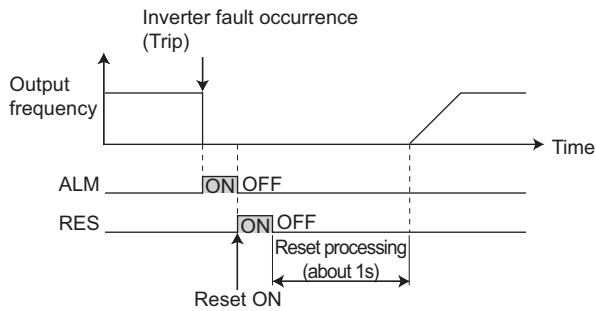 Inverter fault occurrence
(Trip)
Output
frequency
Time
ALM
ON OFF
RES
ON OFF
Reset processing
(about 1s)
Reset ON